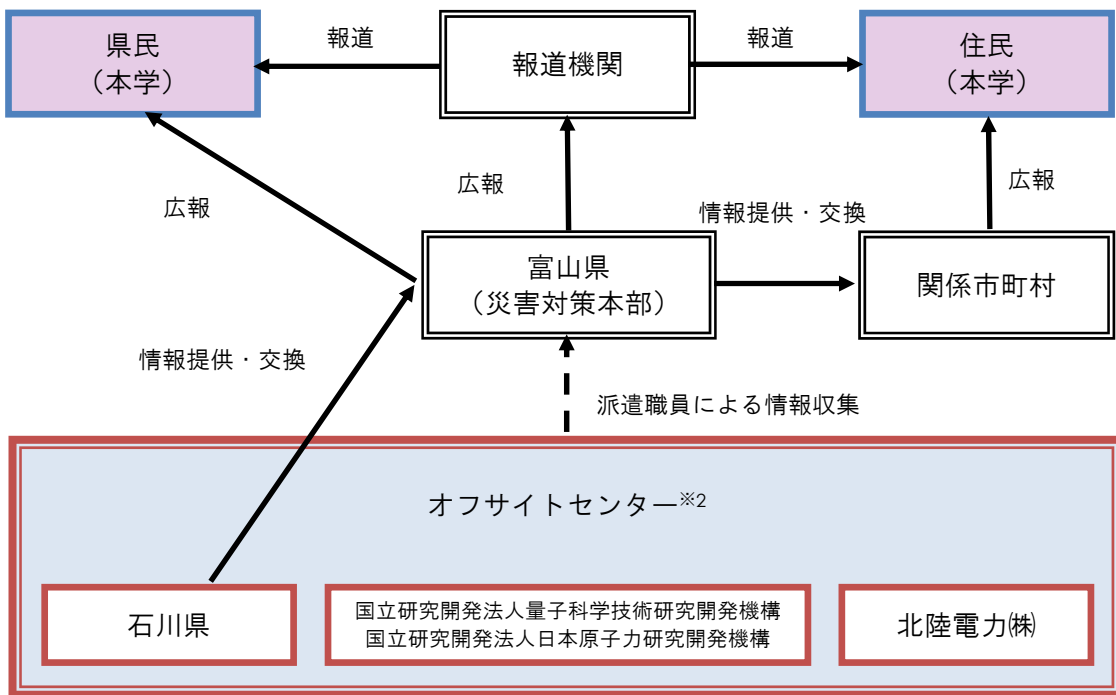 県民
（本学）
報道
報道機関
報道
住民
（本学）
広報
広報
情報提供・交換
広報
富山県
（災害対策本部）
関係市町村
情報提供・交換
派遣職員による情報収集
オフサイトセンター※2
石川県
国立研究開発法人量子科学技術研究開発機構
国立研究開発法人日本原子力研究開発機構
北陸電力㈱